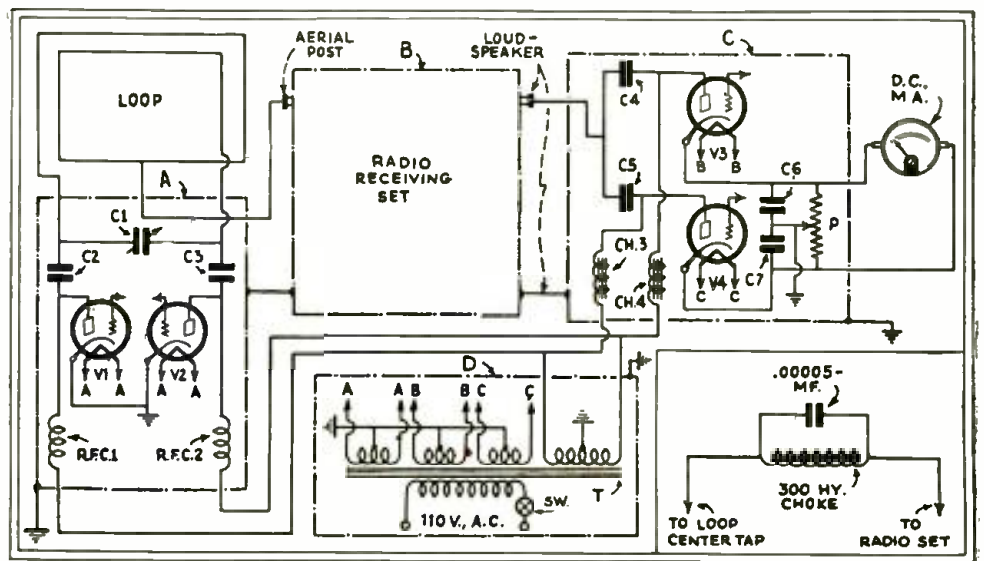 AERIAL
POST
B
LOUD-
SPEAKER
C
D.C.,
M A.
LOOP
A
RADIO
RECEIVING
SET
C4
V3
B B
C5
C6
P
C1
C2
C3
CH.3
CH.4
V4
C C
C7
V1
V2
A A
A A
R.F.C.1
R.F.C.2
D
A A B B C C
T
SW.
110 V., A.C.
.00005-
MF.
300 HY.
CHOKE
TO LOOP
CENTER TAP
TO
RADIO SET